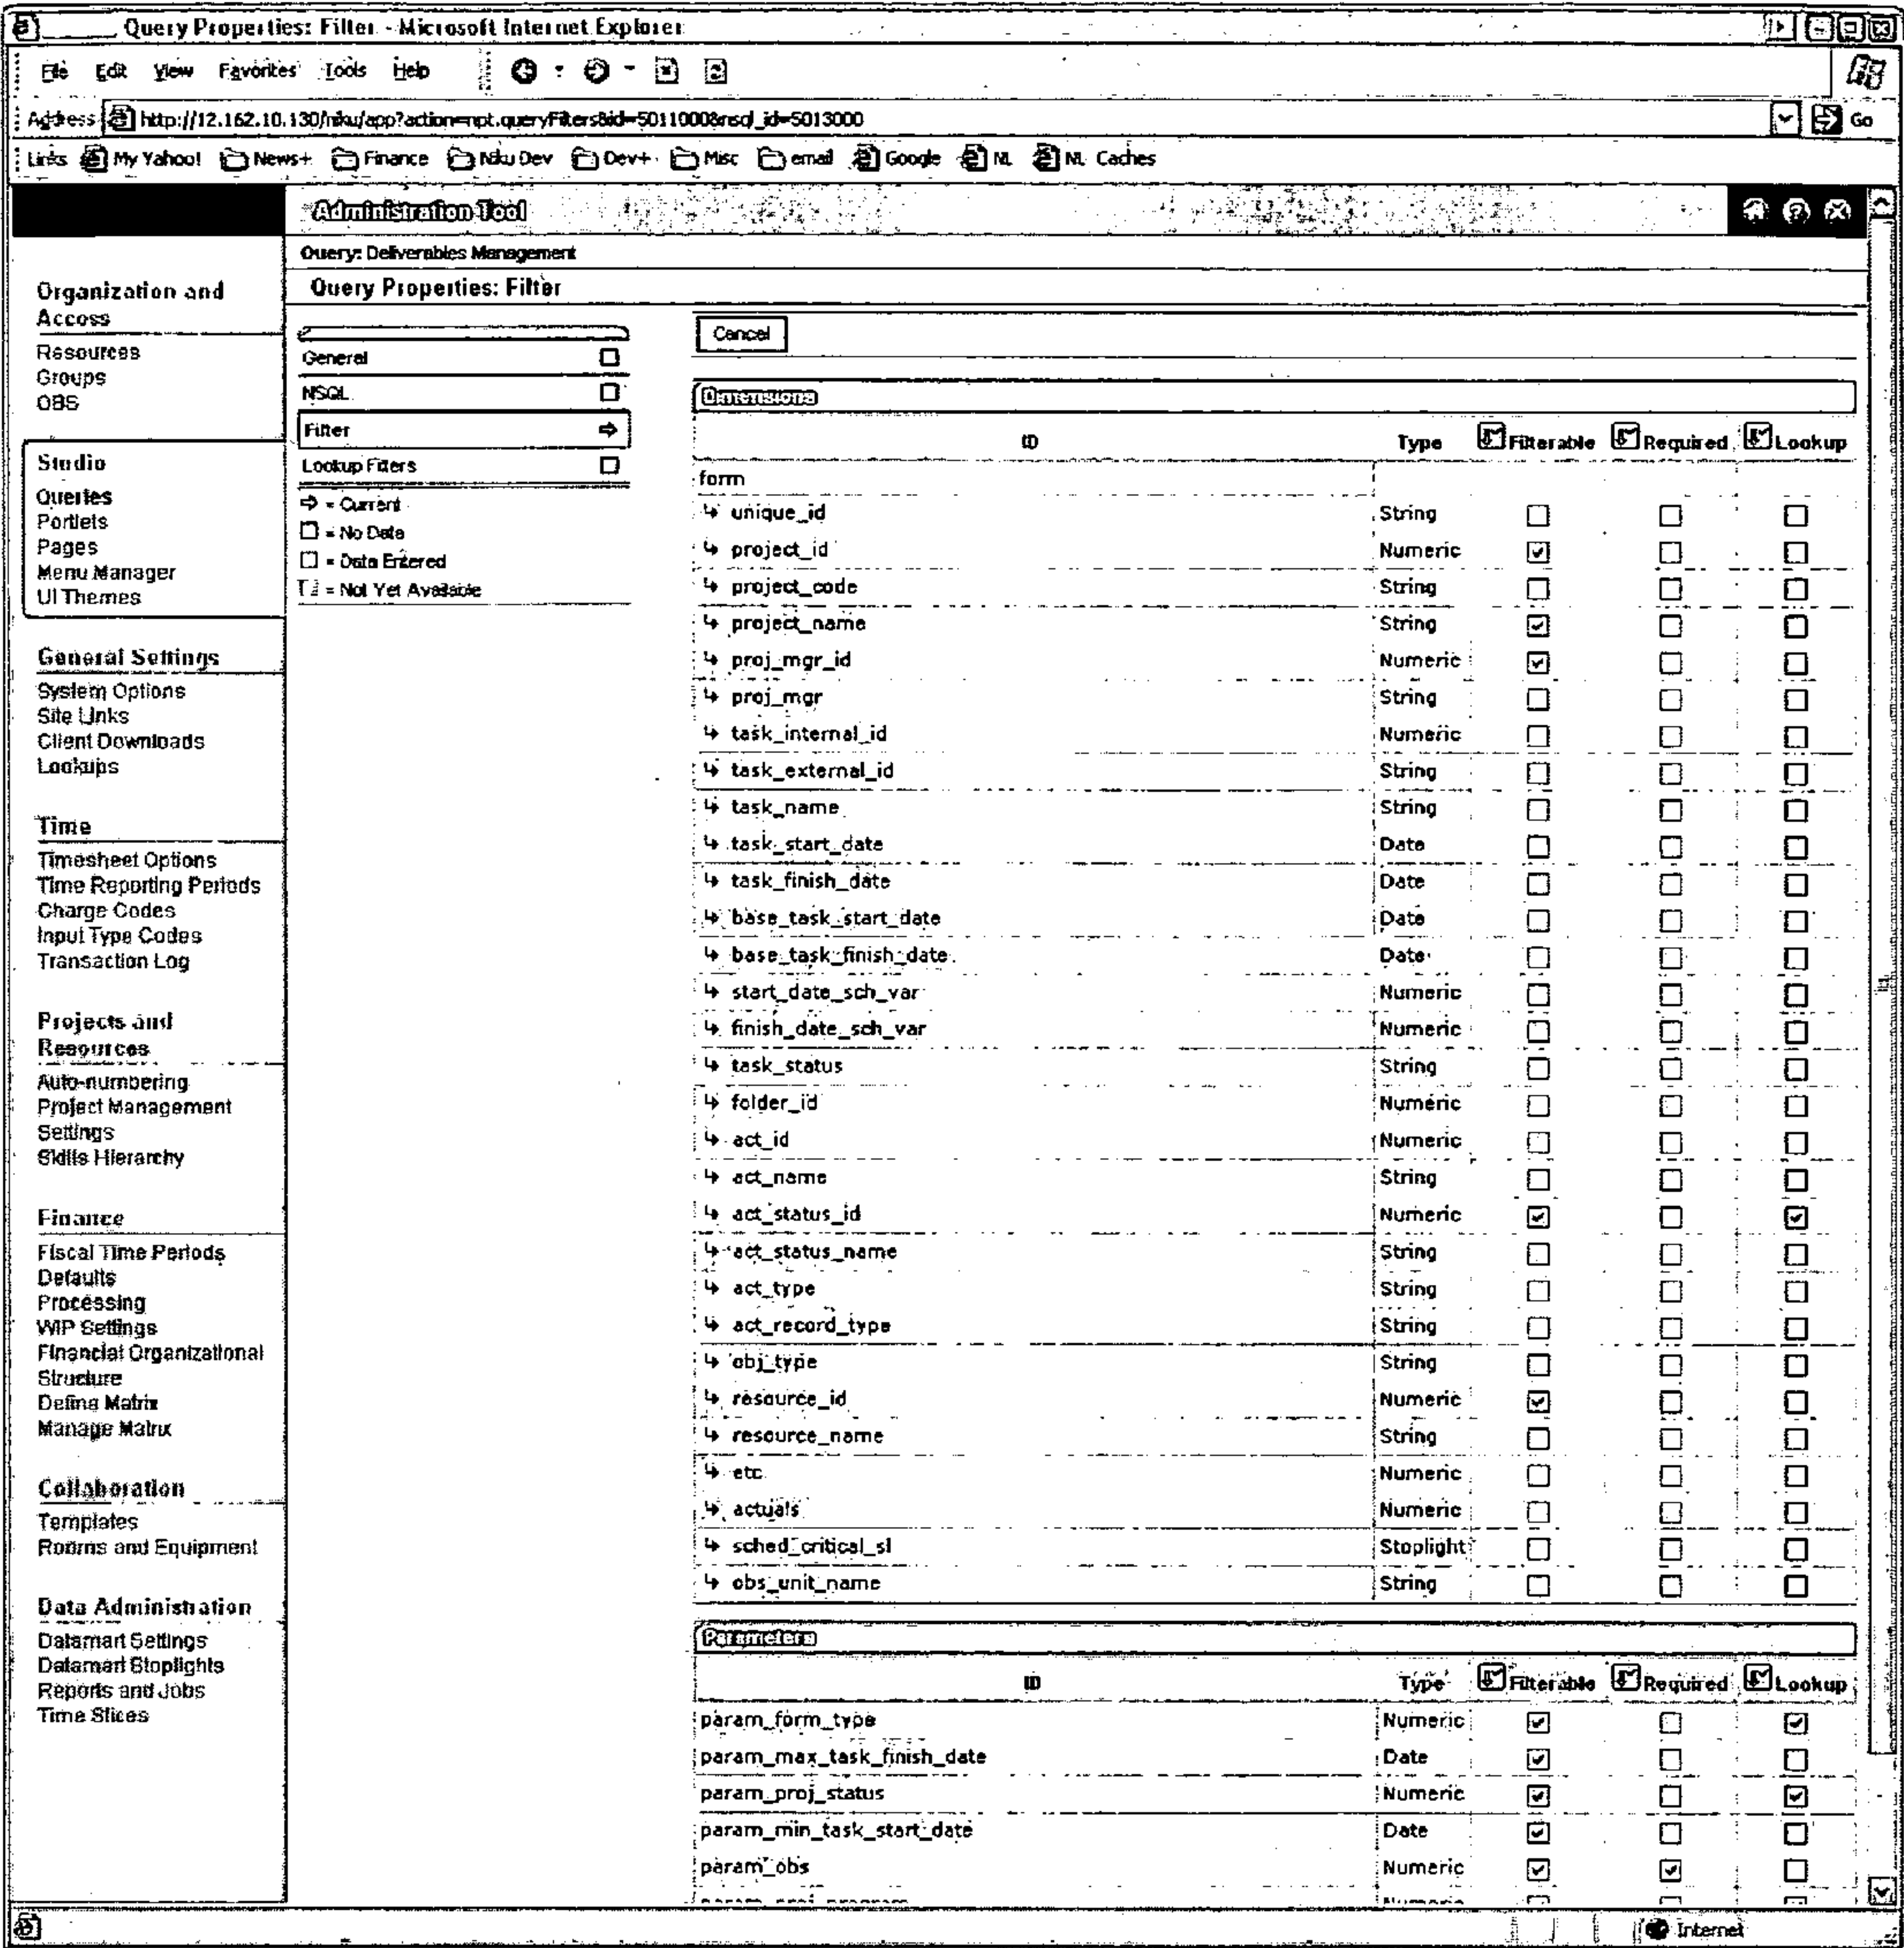 Query Properties: Filter - Microsoft Internet Explorer
File Edit View Favorites Tools Help
Address http://12.162.10.130/niku/app?action=npt.queryFilters&id=5011000&nsql_id=5013000 Go
Links My Yahoo! News+ Finance Niku Dev Dev+ Misc email Google NL NL Caches
Administration Tool
Query: Deliverables Management
Query Properties: Filter
Organization and
Access
Resources
Groups
OBS
Studio
Queries
Portlets
Pages
Menu Manager
UI Themes
General Settings
System Options
Site Links
Client Downloads
Lookups
Time
Timesheet Options
Time Reporting Periods
Charge Codes
Input Type Codes
Transaction Log
Projects and
Resources
Auto-numbering
Project Management
Settings
Skills Hierarchy
Finance
Fiscal Time Periods
Defaults
Processing
WIP Settings
Financial Organizational
Structure
Define Matrix
Manage Matrix
Collaboration
Templates
Rooms and Equipment
Data Administration
Datamart Settings
Datamart Stoplights
Reports and Jobs
Time Slices
General
NSQL
Filter
Lookup Filters
= Current
= No Data
= Data Entered
= Not Yet Available
Cancel
Dimensions
ID Type Filterable Required Lookup
form
unique_id String
project_id Numeric
project_code String
project_name String
proj_mgr_id Numeric
proj_mgr String
task_internal_id Numeric
task_external_id String
task_name String
task_start_date Date
task_finish_date Date
base_task_start_date Date
base_task_finish_date Date
start_date_sch_var Numeric
finish_date_sch_var Numeric
task_status String
folder_id Numeric
act_id Numeric
act_name String
act_status_id Numeric
act_status_name String
act_type String
act_record_type String
obj_type String
resource_id Numeric
resource_name String
etc Numeric
actuals Numeric
sched_critical_sl Stoplight
obs_unit_name String
Parameters
ID Type Filterable Required Lookup
param_form_type Numeric
param_max_task_finish_date Date
param_proj_status Numeric
param_min_task_start_date Date
param_obs Numeric
param_proj_program Numeric
Internet